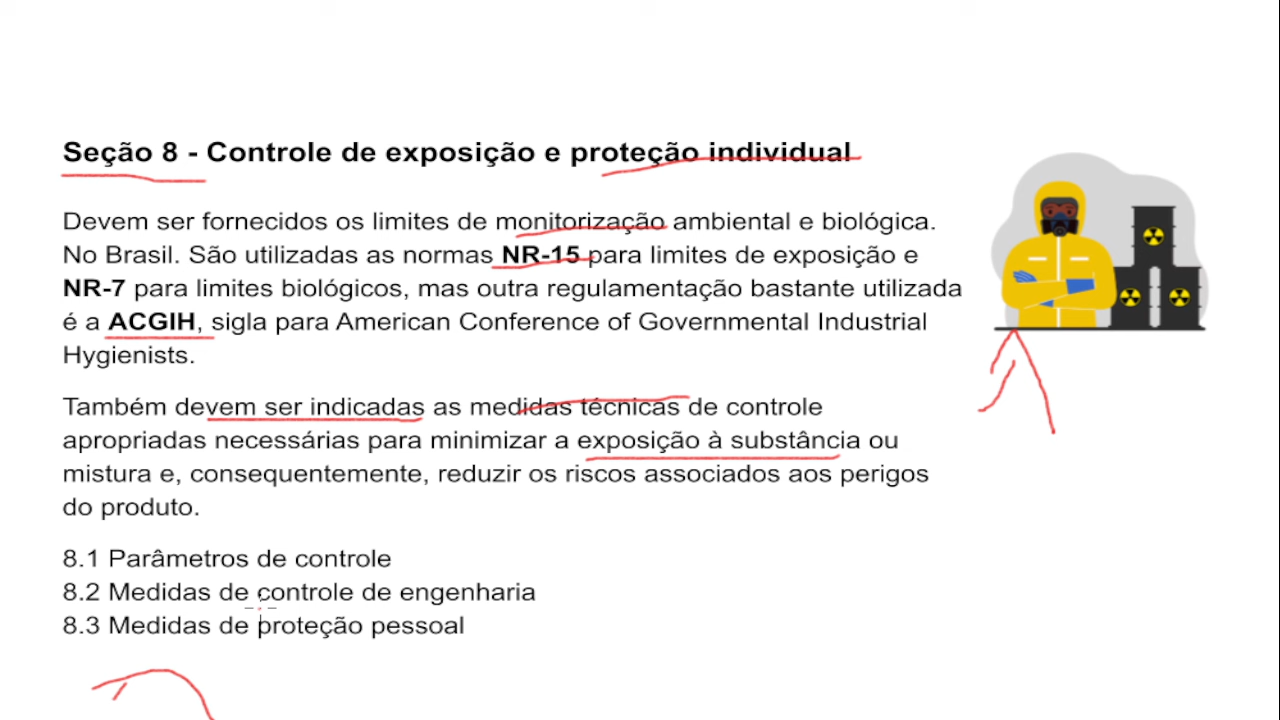 Seção 8 - Controle de exposição e proteção individual
Devem ser fornecidos os limites de monitorização ambiental e biológica.
No Brasil. São utilizadas as normas NR-15 para limites de exposição e
NR-7 para limites biológicos, mas outra regulamentação bastante utilizada
é a ACGIH, sigla para American Conference of Governmental Industrial
Hygienists.
Também devem ser indicadas as medidas técnicas de controle
apropriadas necessárias para minimizar a exposição à substância ou
mistura e, consequentemente, reduzir os riscos associados aos perigos
do produto.
8.1 Parâmetros de controle
8.2 Medidas de controle de engenharia
8.3 Medidas de proteção pessoal